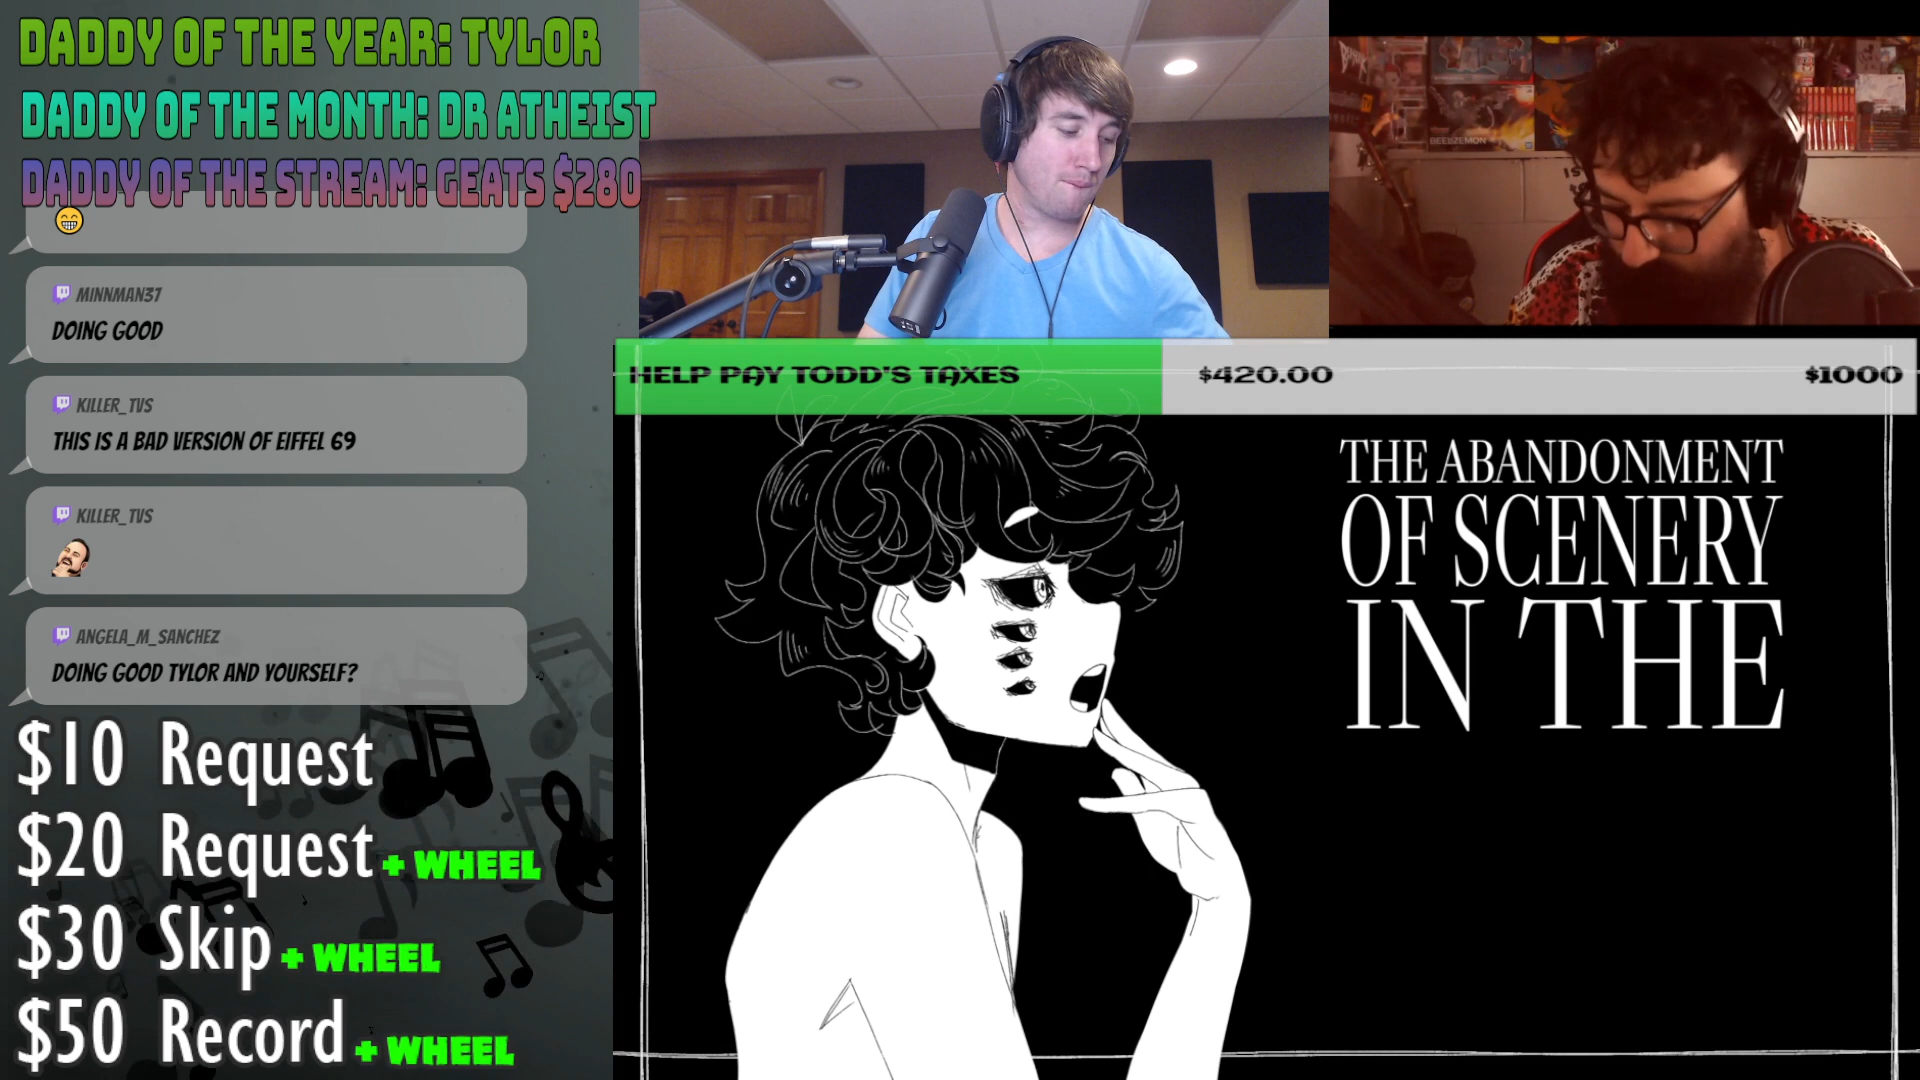 DADDY OF THE YEAR: TYLOR
DADDY OF THE MONTH: DR ATHEIST
DADDY OF THE STREAM: GEATS $280
MINNMAN37
DOING GOOD
KILLER_TVS
THIS IS A BAD VERSION OF EIFFEL 69
KILLER_TVS
ANGELA_M_SANCHEZ
DOING GOOD TYLOR AND YOURSELF?
$10 Request
$20 Request + WHEEL
$30 Skip + WHEEL
$50 Record + WHEEL
BEELZEMON
HELP PAY TODD'S TAXES $420.00 $1000
THE ABANDONMENT
OF SCENERY
IN THE